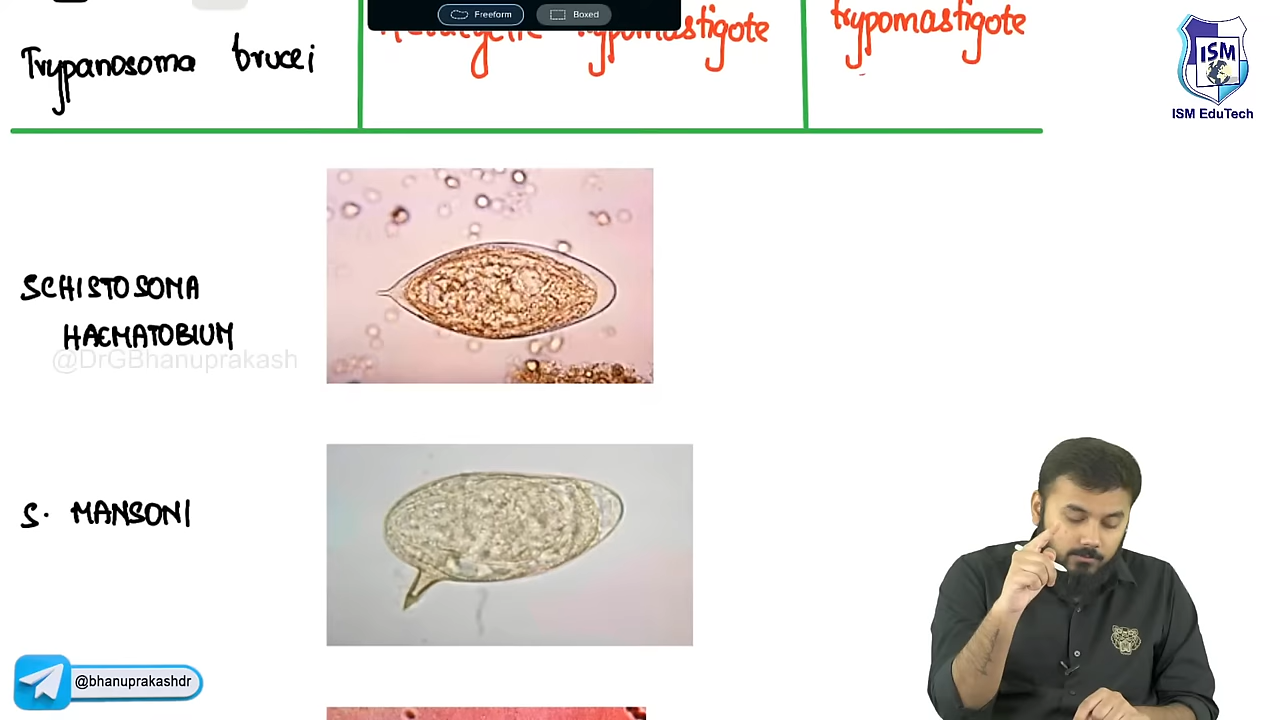 Freeform Boxed
trypomastigote
trypomastigote
Trypanosoma brucei
ISM
ISM EduTech
SCHISTOSOMA
HAEMATOBIUM
@DrGBhanuprakash
S. MANSONI
@bhanuprakashdr